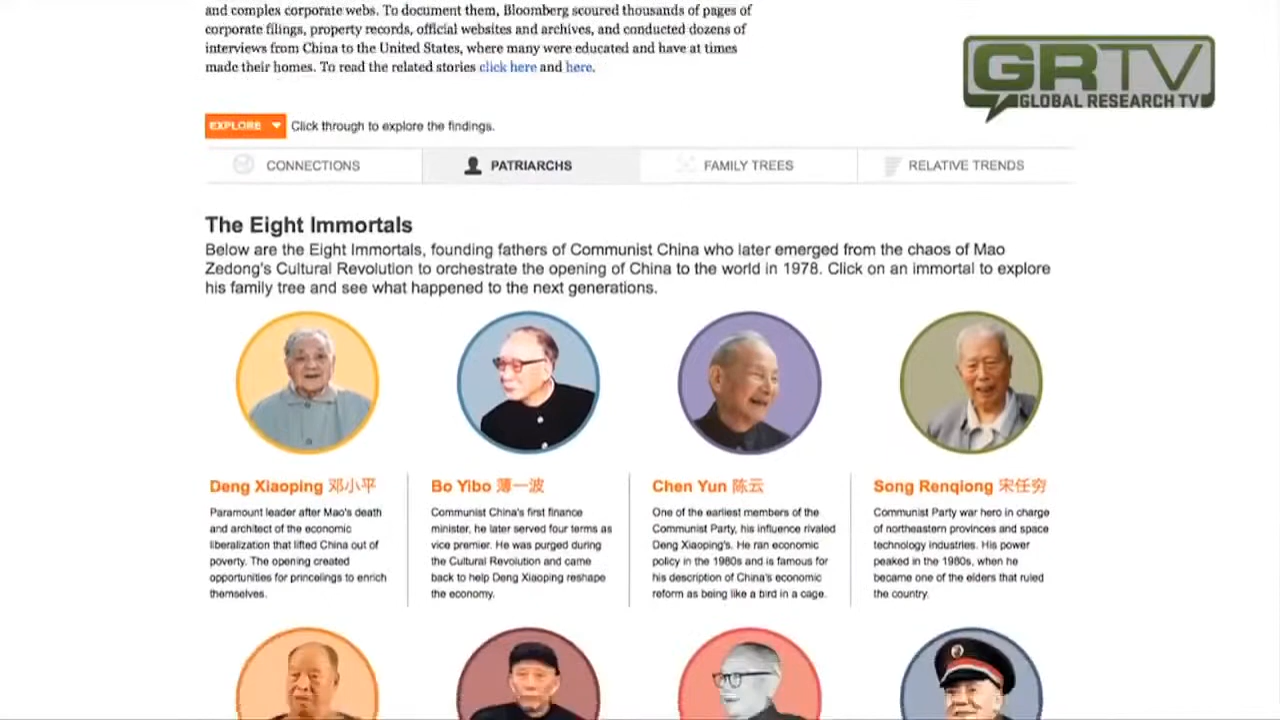 and complex corporate webs. To document them, Bloomberg scoured thousands of pages of
corporate filings, property records, official websites and archives, and conducted dozens of
interviews from China to the United States, where many were educated and have at times
made their homes. To read the related stories click here and here.
GRTV
GLOBAL RESEARCH TV
EXPLORE Click through to explore the findings.
CONNECTIONS PATRIARCHS FAMILY TREES RELATIVE TRENDS
The Eight Immortals
Below are the Eight Immortals, founding fathers of Communist China who later emerged from the chaos of Mao
Zedong's Cultural Revolution to orchestrate the opening of China to the world in 1978. Click on an immortal to explore
his family tree and see what happened to the next generations.
Deng Xiaoping 邓小平
Paramount leader after Mao's death
and architect of the economic
liberalization that lifted China out of
poverty. The opening created
opportunities for princelings to enrich
themselves.
Bo Yibo 薄一波
Communist China's first finance
minister, he later served four terms as
vice premier. He was purged during
the Cultural Revolution and came
back to help Deng Xiaoping reshape
the economy.
Chen Yun 陈云
One of the earliest members of the
Communist Party, his influence rivaled
Deng Xiaoping's. He ran economic
policy in the 1980s and is famous for
his description of China's economic
reform as being like a bird in a cage.
Song Renqiong 宋任穷
Communist Party war hero in charge
of northeastern provinces and space
technology industries. His power
peaked in the 1980s, when he
became one of the elders that ruled
the country.